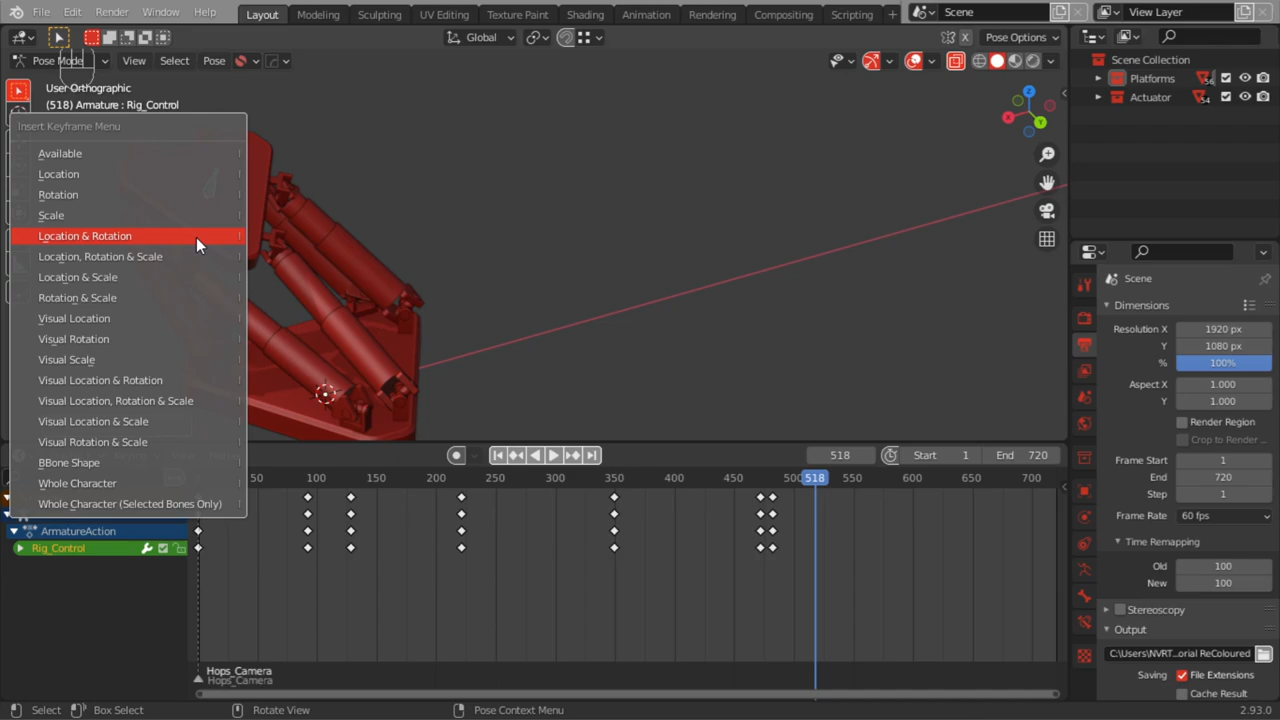 File Edit Render Window Help Layout Modeling Sculpting UV Editing Texture Paint Shading Animation Rendering Compositing Scripting + Scene View Layer
Global Pose Options
Pose Mode View Select Pose
User Orthographic
(518) Armature : Rig_Control
Insert Keyframe Menu
Available I
Location I
Rotation I
Scale I
Location & Rotation I
Location, Rotation & Scale I
Location & Scale I
Rotation & Scale I
Visual Location I
Visual Rotation I
Visual Scale I
Visual Location & Rotation I
Visual Location, Rotation & Scale I
Visual Location & Scale I
Visual Rotation & Scale I
BBone Shape I
Whole Character I
Whole Character (Selected Bones Only) I
Z
X
Y
Scene Collection
Platforms 56
Actuator 54
Scene
Dimensions
Resolution X 1920 px
Y 1080 px
% 100%
Aspect X 1.000
Y 1.000
Render Region
Crop to Render ...
Frame Start 1
End 720
Step 1
Frame Rate 60 fps
Time Remapping
Old 100
New 100
Stereoscopy
Output
C:\Users\NVRT...orial ReColoured
Saving File Extensions
Cache Result
518 Start 1 End 720
50 100 150 200 250 300 350 400 450 500 518 550 600 650 700
ArmatureAction
Rig_Control
Hops_Camera
Hops_Camera
Select Box Select Rotate View Pose Context Menu 2.93.0